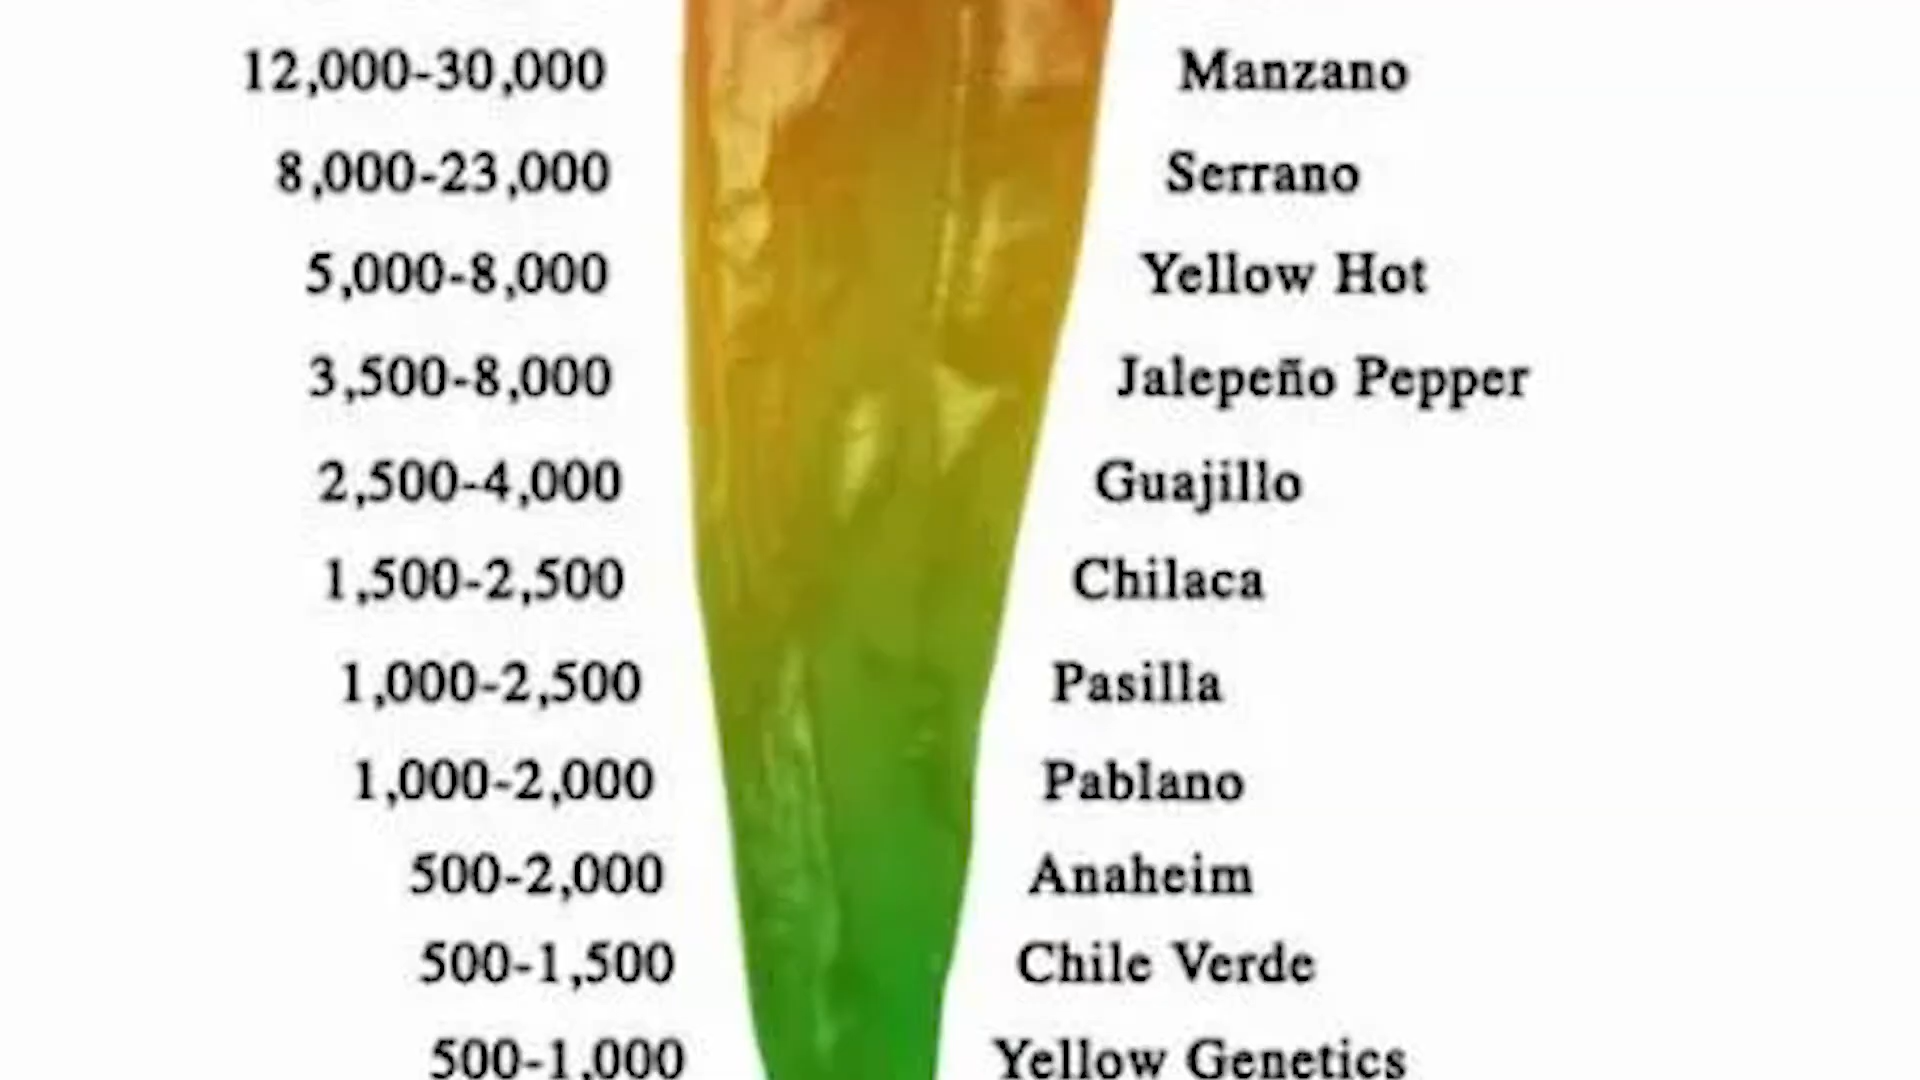 12,000-30,000 Manzano
8,000-23,000 Serrano
5,000-8,000 Yellow Hot
3,500-8,000 Jalepeño Pepper
2,500-4,000 Guajillo
1,500-2,500 Chilaca
1,000-2,500 Pasilla
1,000-2,000 Pablano
500-2,000 Anaheim
500-1,500 Chile Verde
500-1,000 Yellow Genetics